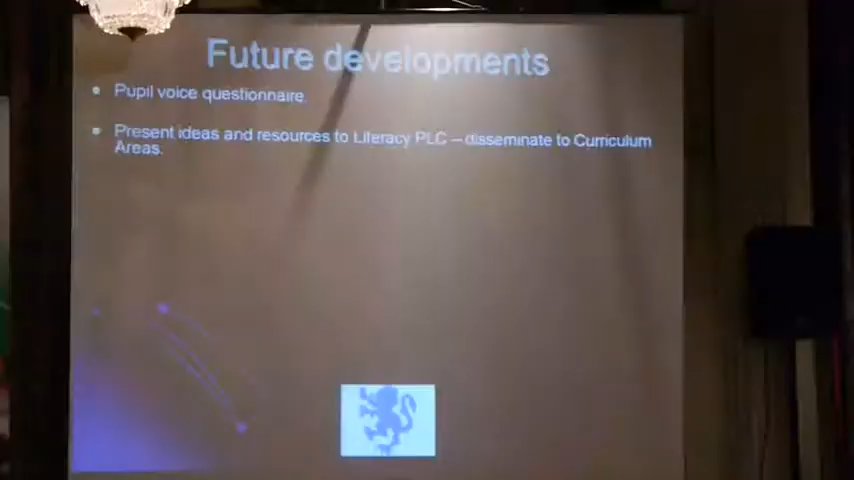 Future developments
Pupil voice questionnaire.
Present ideas and resources to Literacy PLC – disseminate to Curriculum
Areas.